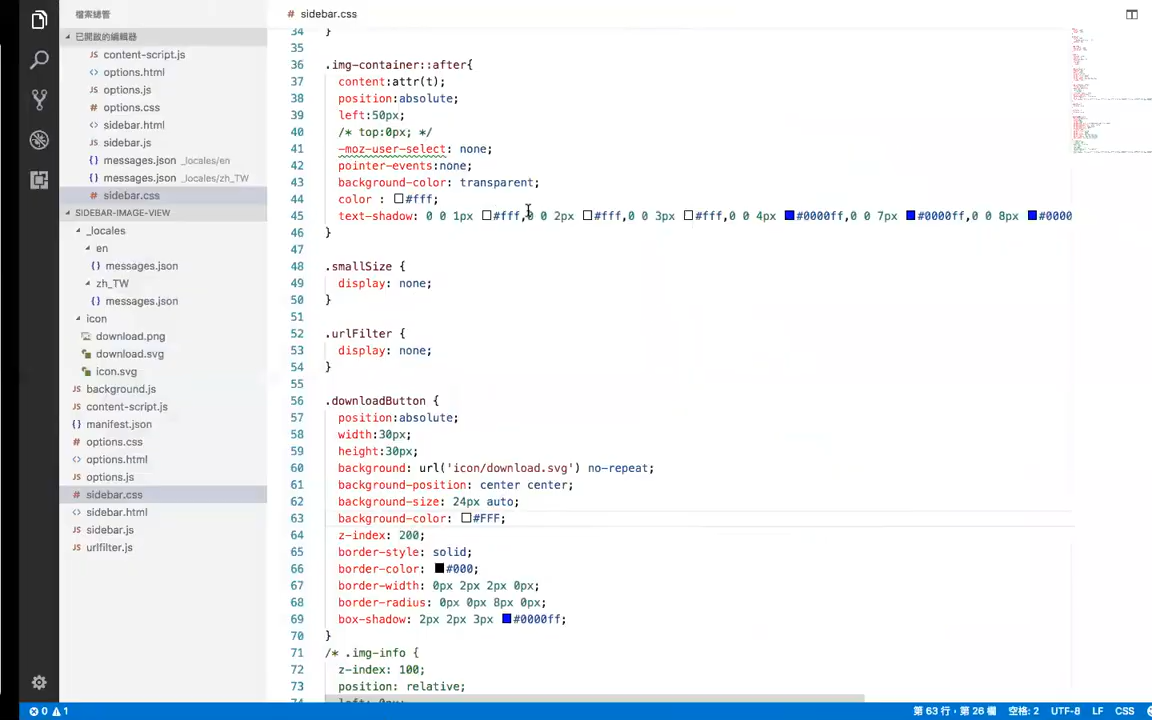 檔案總管
# sidebar.css
已開啟的編輯器
JS content-script.js
<> options.html
JS options.js
# options.css
<> sidebar.html
JS sidebar.js
{} messages.json _locales/en
{} messages.json _locales/zh_TW
# sidebar.css
SIDEBAR-IMAGE-VIEW
_locales
en
{} messages.json
zh_TW
{} messages.json
icon
download.png
download.svg
icon.svg
JS background.js
JS content-script.js
{} manifest.json
# options.css
<> options.html
JS options.js
# sidebar.css
<> sidebar.html
JS sidebar.js
JS urlfilter.js
34 }
35
36 .img-container::after{
37 content:attr(t);
38 position:absolute;
39 left:50px;
40 /* top:0px; */
41 -moz-user-select: none;
42 pointer-events:none;
43 background-color: transparent;
44 color : #fff;
45 text-shadow: 0 0 1px #fff,0 0 2px #fff,0 0 3px #fff,0 0 4px #0000ff,0 0 7px #0000ff,0 0 8px #0000
46 }
47
48 .smallSize {
49 display: none;
50 }
51
52 .urlFilter {
53 display: none;
54 }
55
56 .downloadButton {
57 position:absolute;
58 width:30px;
59 height:30px;
60 background: url('icon/download.svg') no-repeat;
61 background-position: center center;
62 background-size: 24px auto;
63 background-color: #FFF;
64 z-index: 200;
65 border-style: solid;
66 border-color: #000;
67 border-width: 0px 2px 2px 0px;
68 border-radius: 0px 0px 8px 0px;
69 box-shadow: 2px 2px 3px #0000ff;
70 }
71 /* .img-info {
72 z-index: 100;
73 position: relative;
0 1
第 63 行，第 26 欄 空格: 2 UTF-8 LF CSS